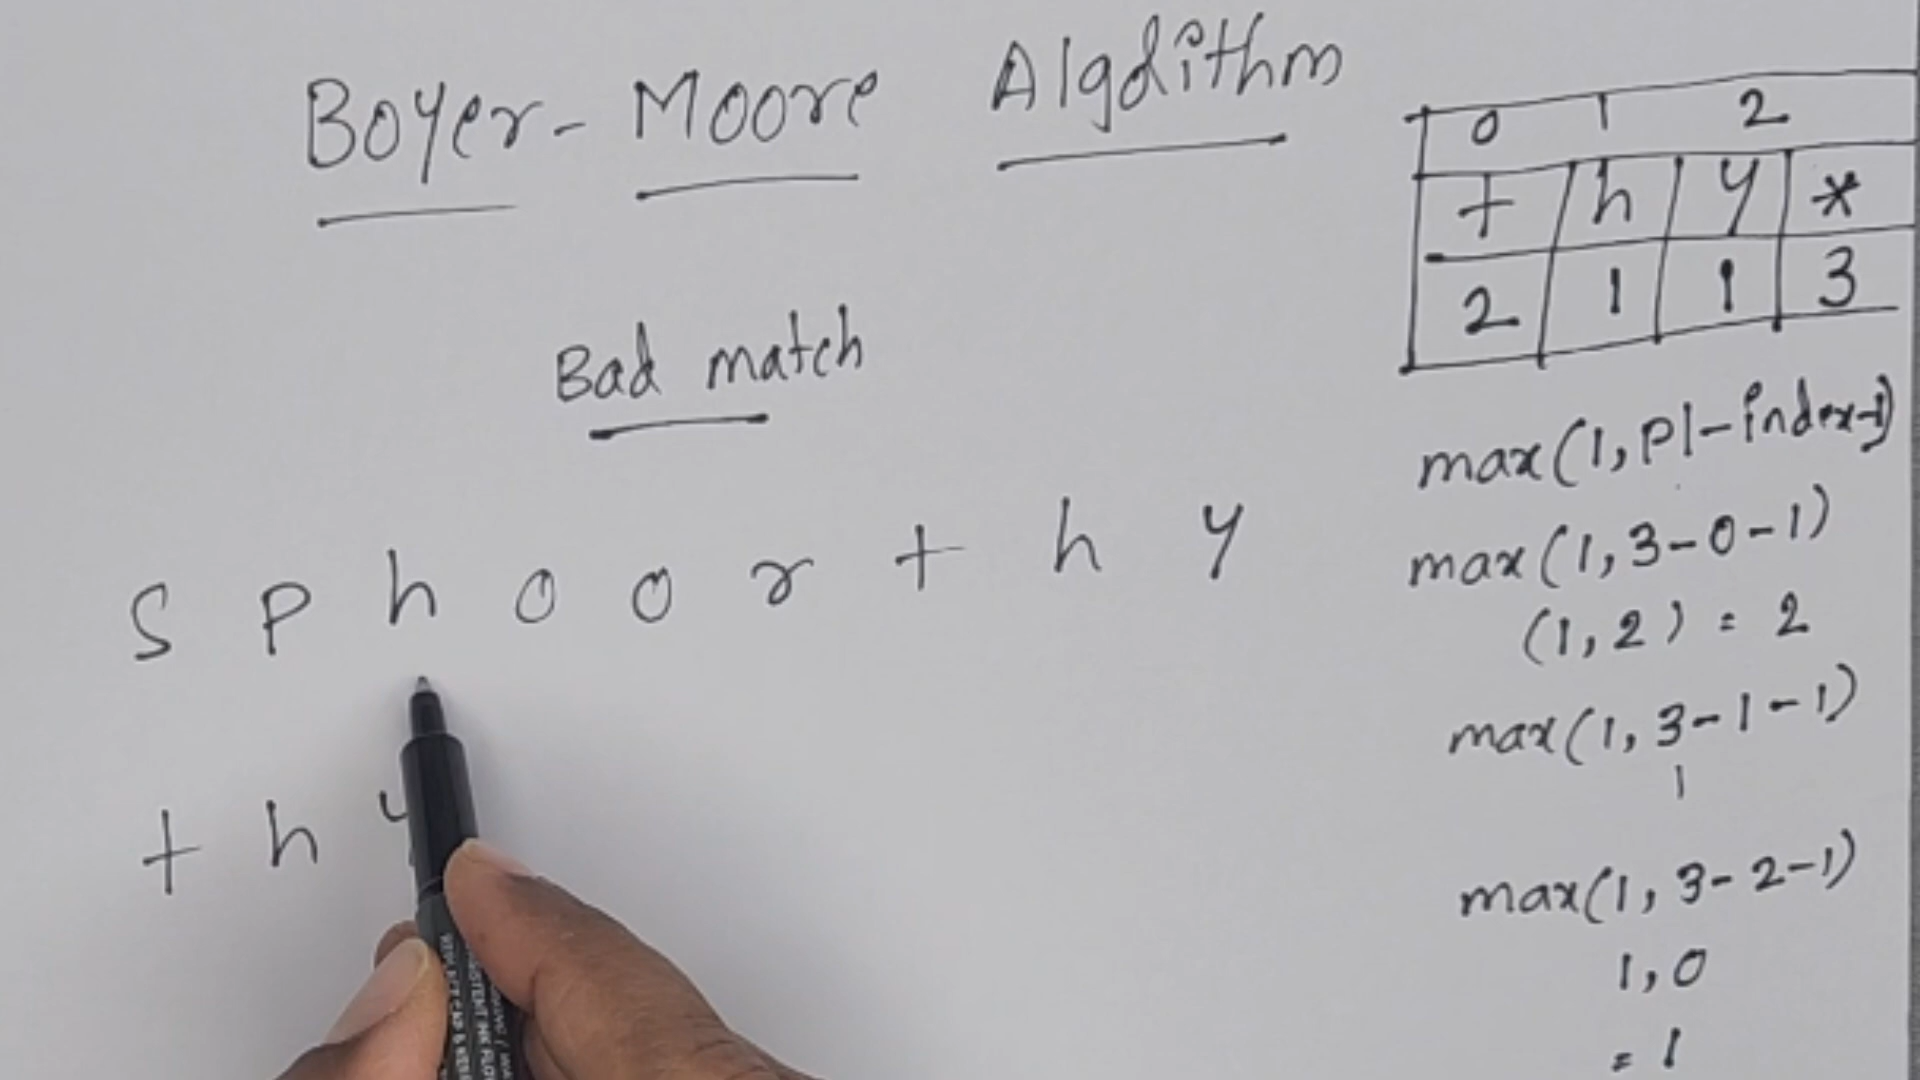 Boyer-Moore Algorithm
Bad match
S P h o o r t h y
t h y
0 1 2
t h y *
2 1 1 3
max(1, Pl-index-1)
max(1, 3-0-1)
(1, 2) = 2
max(1, 3-1-1)
1
max(1, 3-2-1)
1, 0
= 1